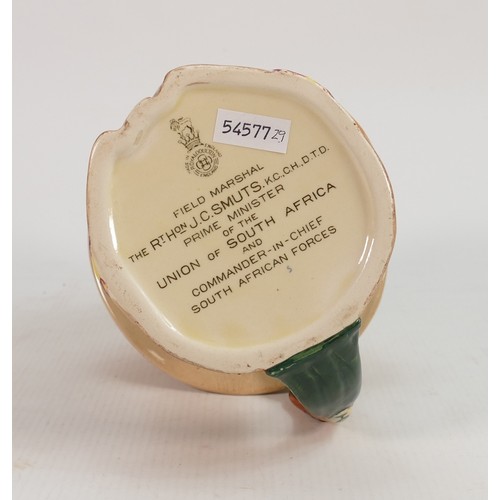 54577 29
FIELD MARSHAL
THE RT HON J.C.SMUTS, K.C.,CH.,D.T.D.
PRIME MINISTER
OF THE
UNION OF SOUTH AFRICA
AND
COMMANDER-IN-CHIEF
SOUTH AFRICAN FORCES